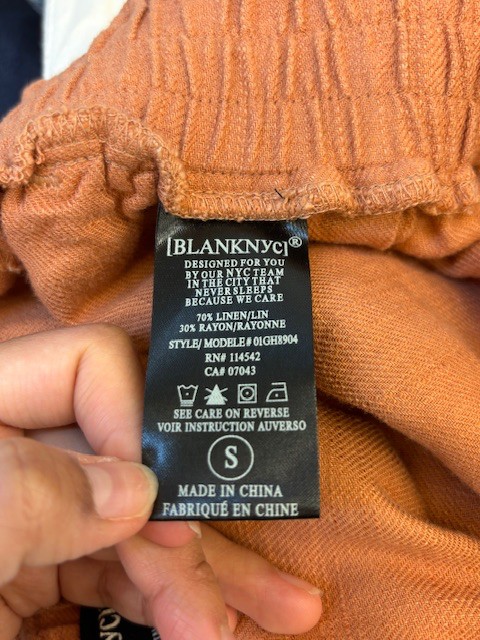 [BLANKNYC]®
DESIGNED FOR YOU
BY OUR NYC TEAM
IN THE CITY THAT
NEVER SLEEPS
BECAUSE WE CARE
70% LINEN/LIN
30% RAYON/RAYONNE
STYLE/ MODELE# 01GH8904
RN# 114542
CA# 07043
SEE CARE ON REVERSE
VOIR INSTRUCTION AUVERSO
S
MADE IN CHINA
FABRIQUÉ EN CHINE